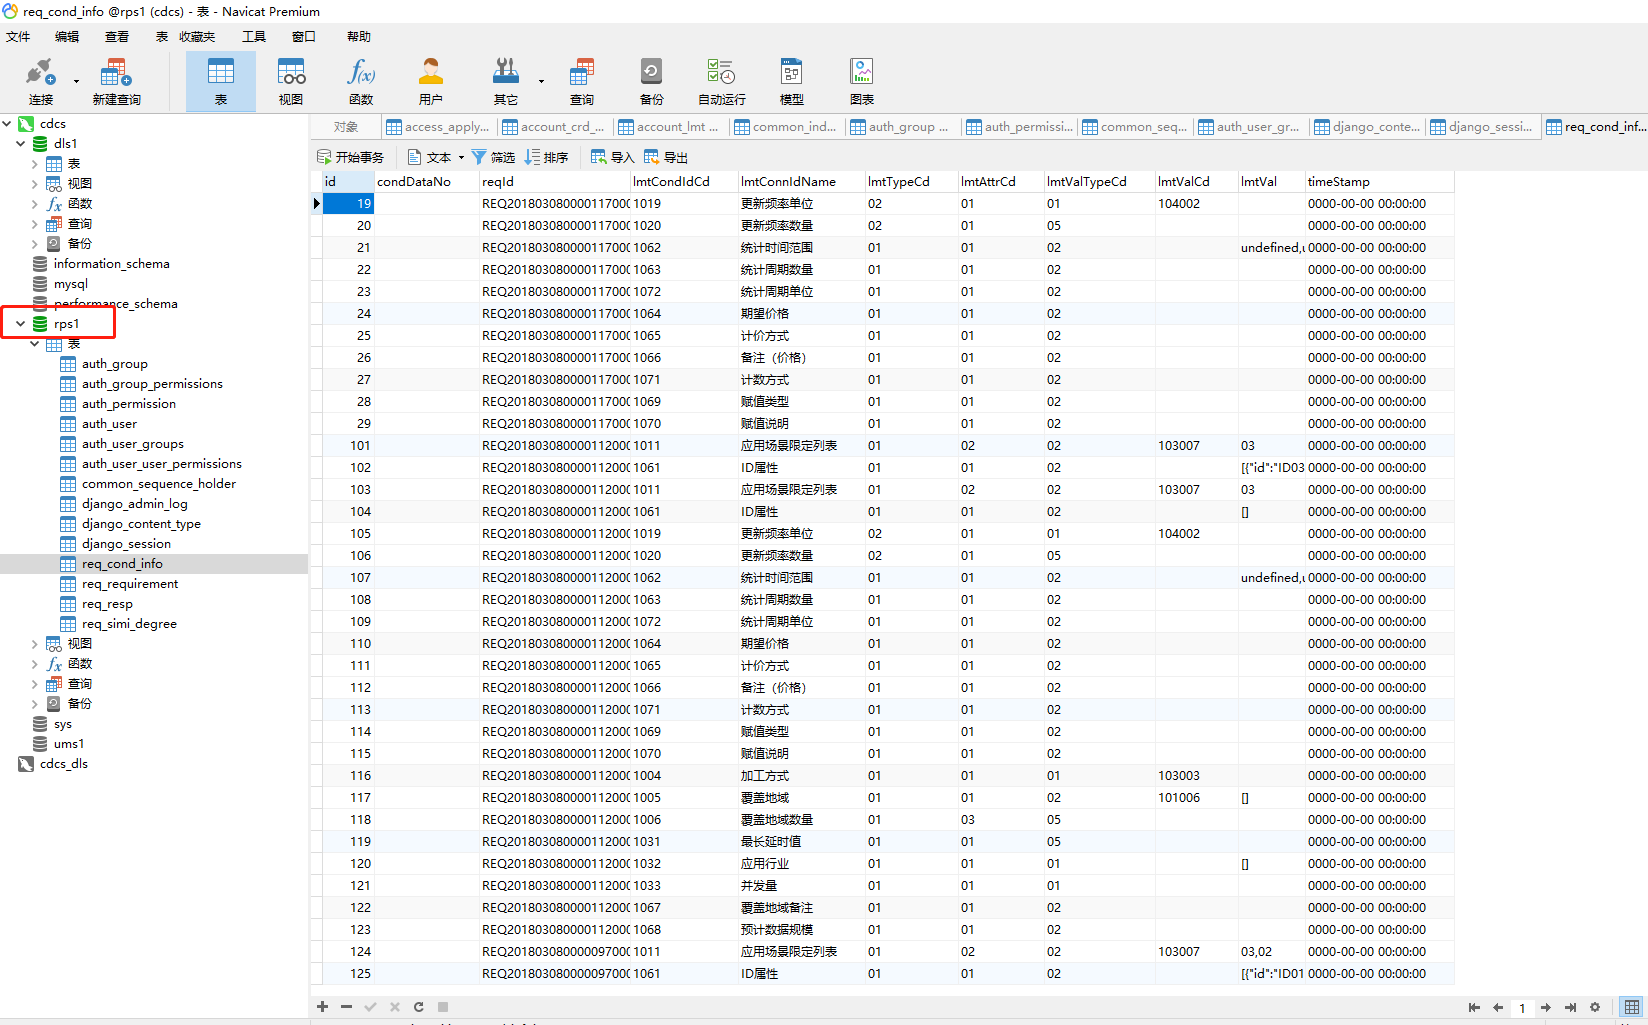 req_cond_info @rps1 (cdcs) - 表 - Navicat Premium
文件 编辑 查看 表 收藏夹 工具 窗口 帮助
连接 新建查询 表 视图 函数 用户 其它 查询 备份 自动运行 模型 图表
对象 access_apply... account_crd_... account_lmt ... common_ind... auth_group ... auth_permissi... common_seq... auth_user_gr... django_conte... django_sessi... req_cond_inf...
开始事务 文本 筛选 排序 导入 导出
cdcs
dls1
表
视图
函数
查询
备份
information_schema
mysql
performance_schema
rps1
表
auth_group
auth_group_permissions
auth_permission
auth_user
auth_user_groups
auth_user_user_permissions
common_sequence_holder
django_admin_log
django_content_type
django_session
req_cond_info
req_requirement
req_resp
req_simi_degree
视图
函数
查询
备份
sys
ums1
cdcs_dls
id condDataNo reqId lmtCondIdCd lmtConnIdName lmtTypeCd lmtAttrCd lmtValTypeCd lmtValCd lmtVal timeStamp
19 REQ20180308000011700( 1019 更新频率单位 02 01 01 104002 0000-00-00 00:00:00
20 REQ20180308000011700( 1020 更新频率数量 02 01 05 0000-00-00 00:00:00
21 REQ20180308000011700( 1062 统计时间范围 01 01 02 undefined,u 0000-00-00 00:00:00
22 REQ20180308000011700( 1063 统计周期数量 01 01 02 0000-00-00 00:00:00
23 REQ20180308000011700( 1072 统计周期单位 01 01 02 0000-00-00 00:00:00
24 REQ20180308000011700( 1064 期望价格 01 01 02 0000-00-00 00:00:00
25 REQ20180308000011700( 1065 计价方式 01 01 02 0000-00-00 00:00:00
26 REQ20180308000011700( 1066 备注（价格） 01 01 02 0000-00-00 00:00:00
27 REQ20180308000011700( 1071 计数方式 01 01 02 0000-00-00 00:00:00
28 REQ20180308000011700( 1069 赋值类型 01 01 02 0000-00-00 00:00:00
29 REQ20180308000011700( 1070 赋值说明 01 01 02 0000-00-00 00:00:00
101 REQ20180308000011200( 1011 应用场景限定列表 01 02 02 103007 03 0000-00-00 00:00:00
102 REQ20180308000011200( 1061 ID属性 01 01 02 [{"id":"ID03 0000-00-00 00:00:00
103 REQ20180308000011200( 1011 应用场景限定列表 01 02 02 103007 03 0000-00-00 00:00:00
104 REQ20180308000011200( 1061 ID属性 01 01 02 [] 0000-00-00 00:00:00
105 REQ20180308000011200( 1019 更新频率单位 02 01 01 104002 0000-00-00 00:00:00
106 REQ20180308000011200( 1020 更新频率数量 02 01 05 0000-00-00 00:00:00
107 REQ20180308000011200( 1062 统计时间范围 01 01 02 undefined,u 0000-00-00 00:00:00
108 REQ20180308000011200( 1063 统计周期数量 01 01 02 0000-00-00 00:00:00
109 REQ20180308000011200( 1072 统计周期单位 01 01 02 0000-00-00 00:00:00
110 REQ20180308000011200( 1064 期望价格 01 01 02 0000-00-00 00:00:00
111 REQ20180308000011200( 1065 计价方式 01 01 02 0000-00-00 00:00:00
112 REQ20180308000011200( 1066 备注（价格） 01 01 02 0000-00-00 00:00:00
113 REQ20180308000011200( 1071 计数方式 01 01 02 0000-00-00 00:00:00
114 REQ20180308000011200( 1069 赋值类型 01 01 02 0000-00-00 00:00:00
115 REQ20180308000011200( 1070 赋值说明 01 01 02 0000-00-00 00:00:00
116 REQ20180308000011200( 1004 加工方式 01 01 01 103003 0000-00-00 00:00:00
117 REQ20180308000011200( 1005 覆盖地域 01 01 02 101006 [] 0000-00-00 00:00:00
118 REQ20180308000011200( 1006 覆盖地域数量 01 03 05 0000-00-00 00:00:00
119 REQ20180308000011200( 1031 最长延时值 01 01 05 0000-00-00 00:00:00
120 REQ20180308000011200( 1032 应用行业 01 01 01 [] 0000-00-00 00:00:00
121 REQ20180308000011200( 1033 并发量 01 01 01 0000-00-00 00:00:00
122 REQ20180308000011200( 1067 覆盖地域备注 01 01 02 0000-00-00 00:00:00
123 REQ20180308000011200( 1068 预计数据规模 01 01 02 0000-00-00 00:00:00
124 REQ20180308000009700( 1011 应用场景限定列表 01 02 02 103007 03,02 0000-00-00 00:00:00
125 REQ20180308000009700( 1061 ID属性 01 01 02 [{"id":"ID01 0000-00-00 00:00:00
1